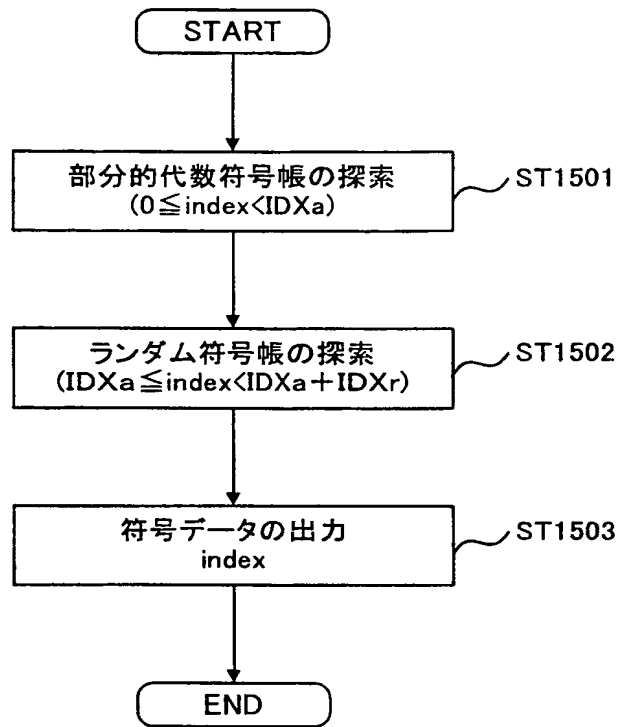 START
部分的代数符号帳の探索
(0≦index<IDXa)
ST1501
ランダム符号帳の探索
(IDXa≦index<IDXa+IDXr)
ST1502
符号データの出力
index
ST1503
END